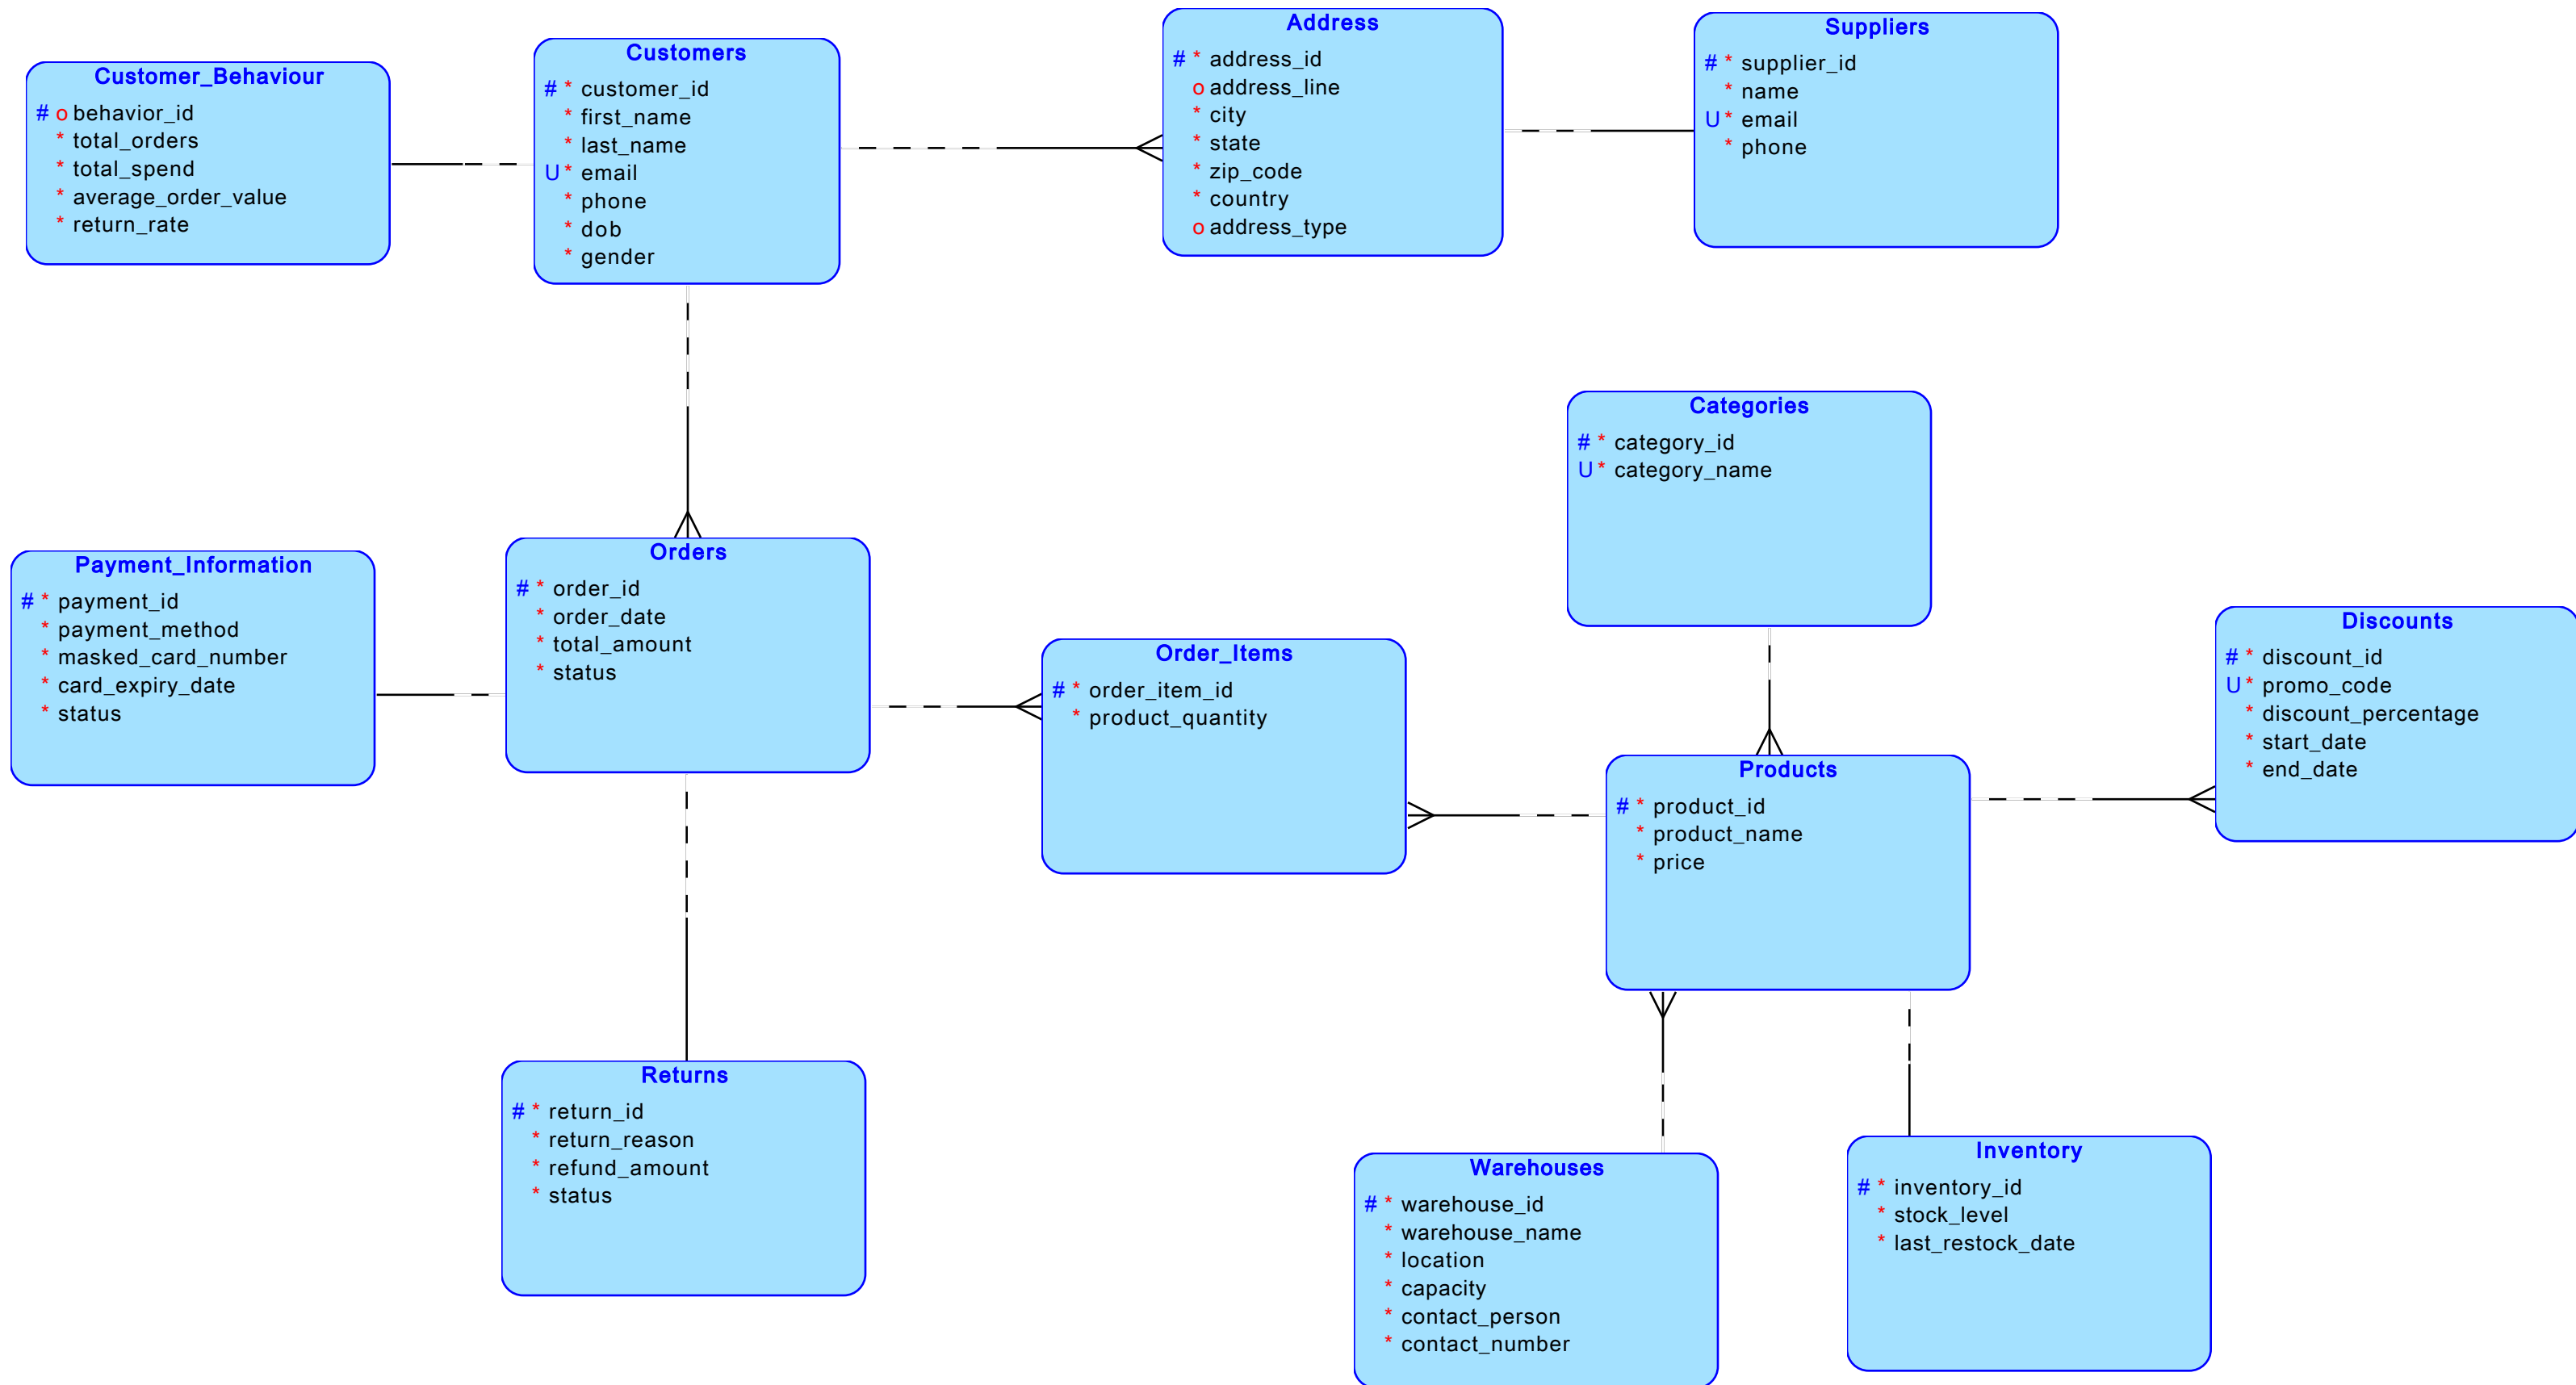 Customer_Behaviour
# o behavior_id
* total_orders
* total_spend
* average_order_value
* return_rate
Customers
# * customer_id
* first_name
* last_name
U * email
* phone
* dob
* gender
Address
# * address_id
o address_line
* city
* state
* zip_code
* country
o address_type
Suppliers
# * supplier_id
* name
U * email
* phone
Categories
# * category_id
U * category_name
Payment_Information
# * payment_id
* payment_method
* masked_card_number
* card_expiry_date
* status
Orders
# * order_id
* order_date
* total_amount
* status
Order_Items
# * order_item_id
* product_quantity
Products
# * product_id
* product_name
* price
Discounts
# * discount_id
U * promo_code
* discount_percentage
* start_date
* end_date
Returns
# * return_id
* return_reason
* refund_amount
* status
Warehouses
# * warehouse_id
* warehouse_name
* location
* capacity
* contact_person
* contact_number
Inventory
# * inventory_id
* stock_level
* last_restock_date